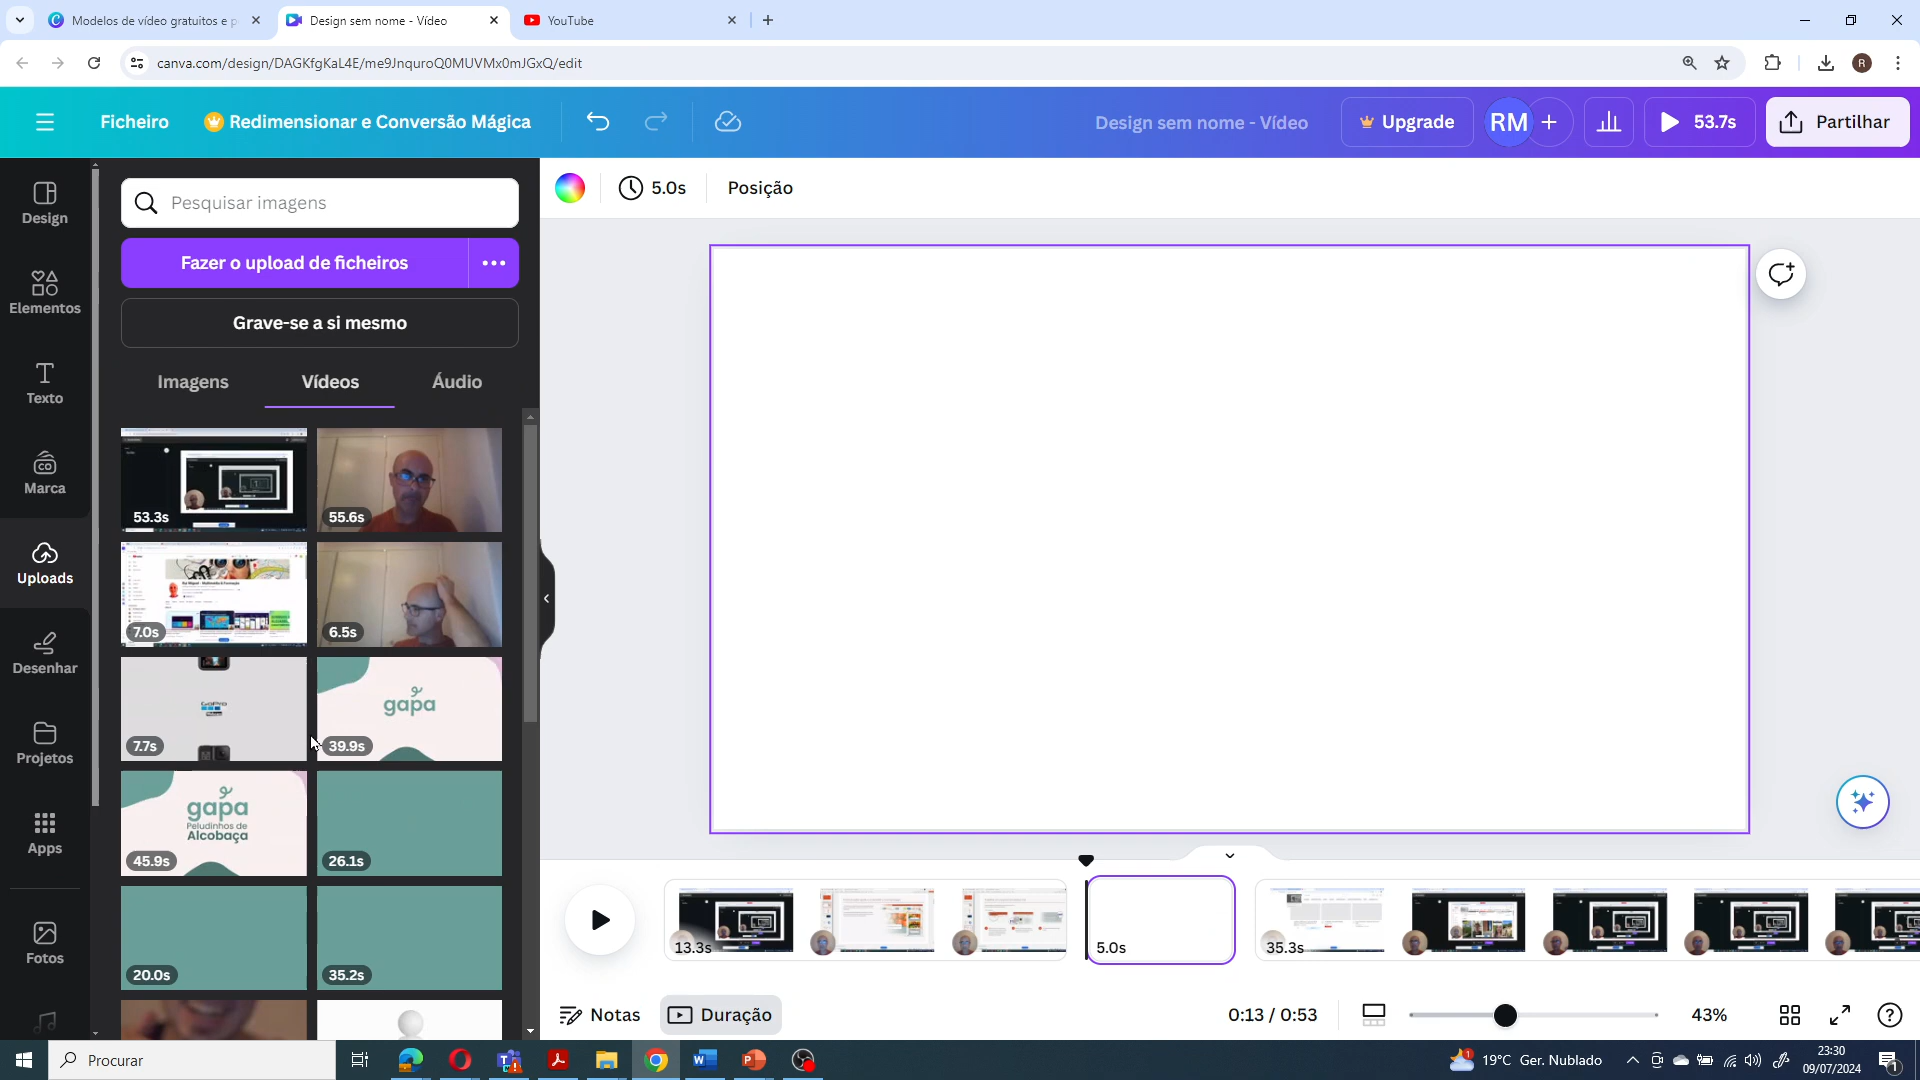 Modelos de vídeo gratuitos e p
Design sem nome - Vídeo
YouTube
canva.com/design/DAGKfgKaL4E/me9JnquroQ0MUVMx0mJGxQ/edit
R
Ficheiro
Redimensionar e Conversão Mágica
Design sem nome - Vídeo
Upgrade
RM
53.7s
Partilhar
Design
Elementos
Texto
Marca
Uploads
Desenhar
Projetos
Apps
Fotos
Pesquisar imagens
Fazer o upload de ficheiros
Grave-se a si mesmo
Imagens
Vídeos
Áudio
53.3s
55.6s
7.0s
6.5s
GoPro
7.7s
gapa
39.9s
gapa
Peludinhos de
Alcobaça
45.9s
26.1s
20.0s
35.2s
5.0s
Posição
13.3s
5.0s
35.3s
Notas
Duração
0:13 / 0:53
43%
Procurar
19°C Ger. Nublado
23:30
09/07/2024